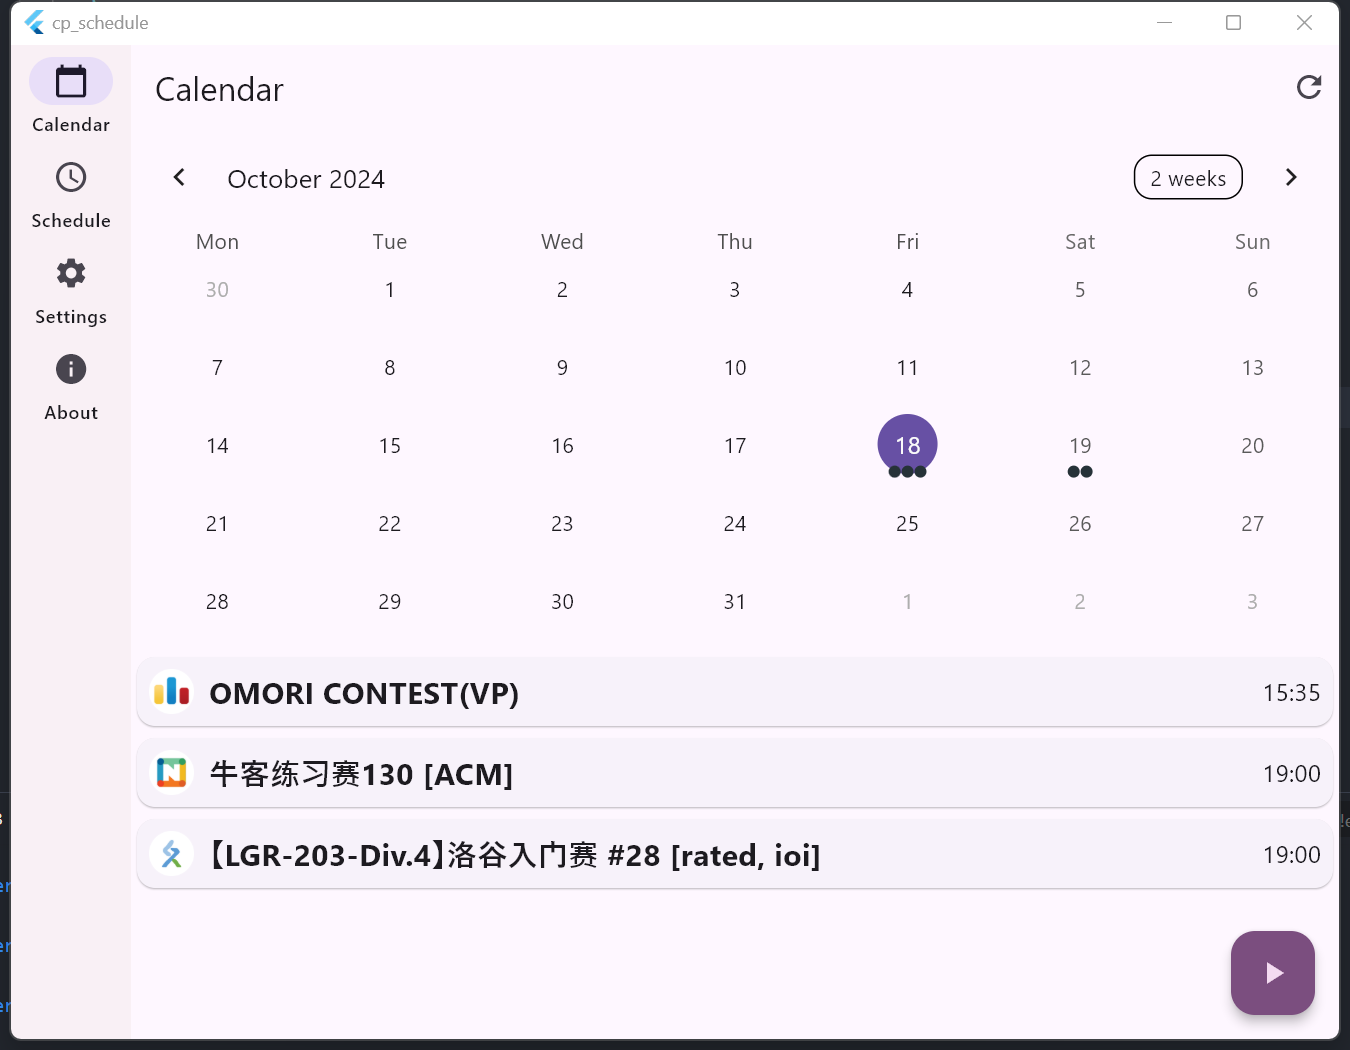 cp_schedule
Calendar
Schedule
Settings
About
Calendar
October 2024
2 weeks
Mon Tue Wed Thu Fri Sat Sun
30 1 2 3 4 5 6
7 8 9 10 11 12 13
14 15 16 17 18 19 20
21 22 23 24 25 26 27
28 29 30 31 1 2 3
OMORI CONTEST(VP) 15:35
牛客练习赛130 [ACM] 19:00
【LGR-203-Div.4】洛谷入门赛 #28 [rated, ioi] 19:00